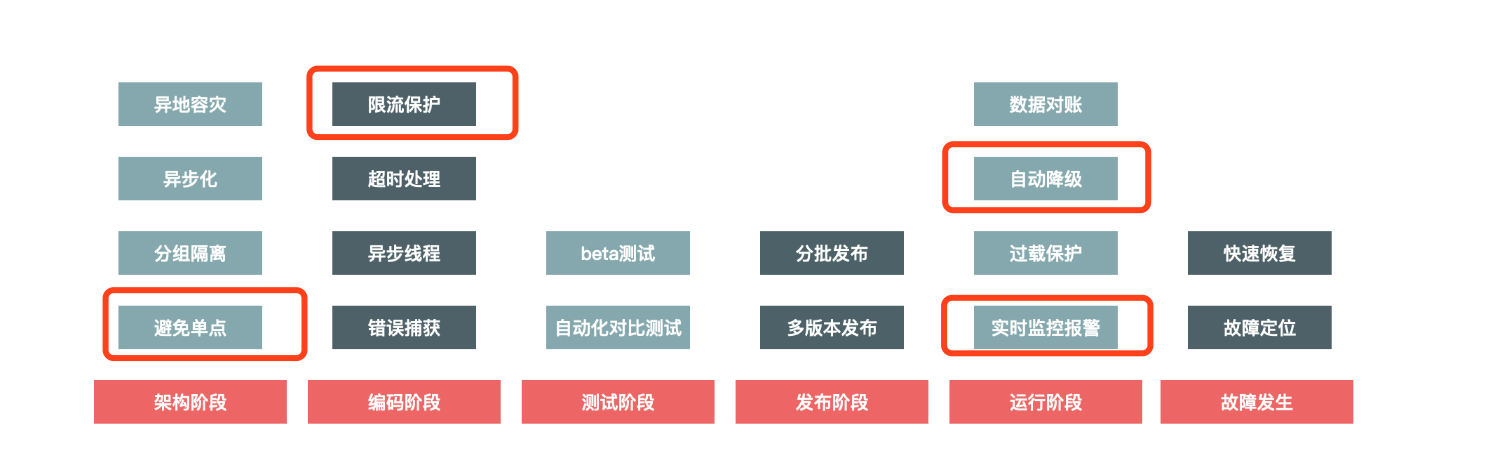 异地容灾
限流保护
数据对账
异步化
超时处理
自动降级
分组隔离
异步线程
beta测试
分批发布
过载保护
快速恢复
避免单点
错误捕获
自动化对比测试
多版本发布
实时监控报警
故障定位
架构阶段
编码阶段
测试阶段
发布阶段
运行阶段
故障发生